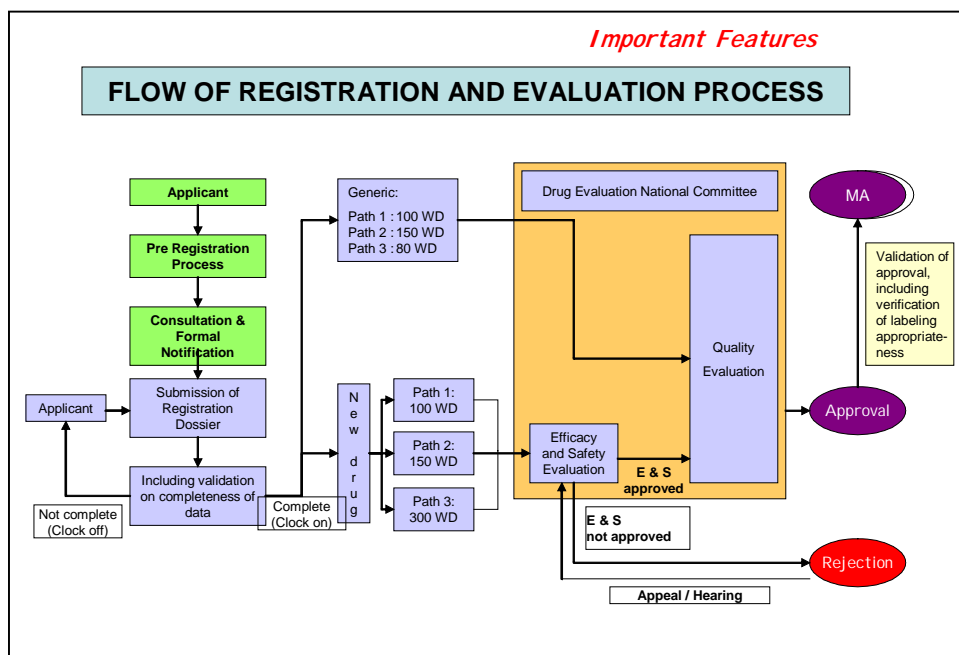 Important Features
FLOW OF REGISTRATION AND EVALUATION PROCESS
Applicant
Pre Registration
Process
Consultation &
Formal
Notification
Applicant
Submission of
Registration
Dossier
Including validation
on completeness of
data
Not complete
(Clock off)
Complete
(Clock on)
Generic:
Path 1 : 100 WD
Path 2 : 150 WD
Path 3 : 80 WD
New drug
Path 1:
100 WD
Path 2:
150 WD
Path 3:
300 WD
Drug Evaluation National Committee
Efficacy
and Safety
Evaluation
E & S
approved
Quality
Evaluation
E & S
not approved
Appeal / Hearing
MA
Validation of
approval,
including
verification
of labeling
appropriate-
ness
Approval
Rejection